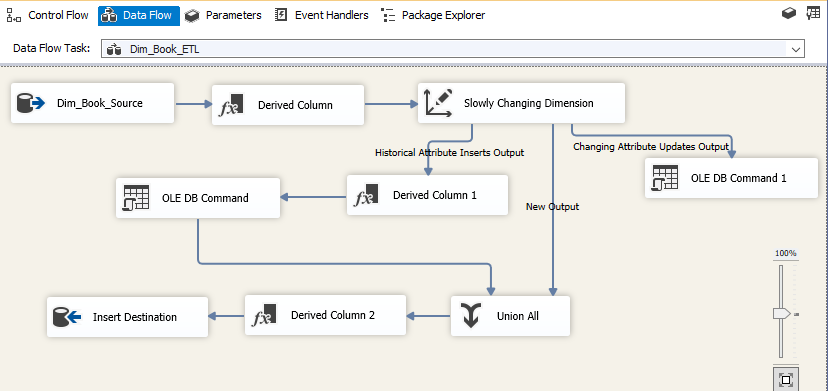 Control Flow Data Flow Parameters Event Handlers Package Explorer
Data Flow Task: Dim_Book_ETL
Dim_Book_Source
Derived Column
Slowly Changing Dimension
Historical Attribute Inserts Output
Changing Attribute Updates Output
OLE DB Command 1
OLE DB Command
Derived Column 1
New Output
100%
Insert Destination
Derived Column 2
Union All